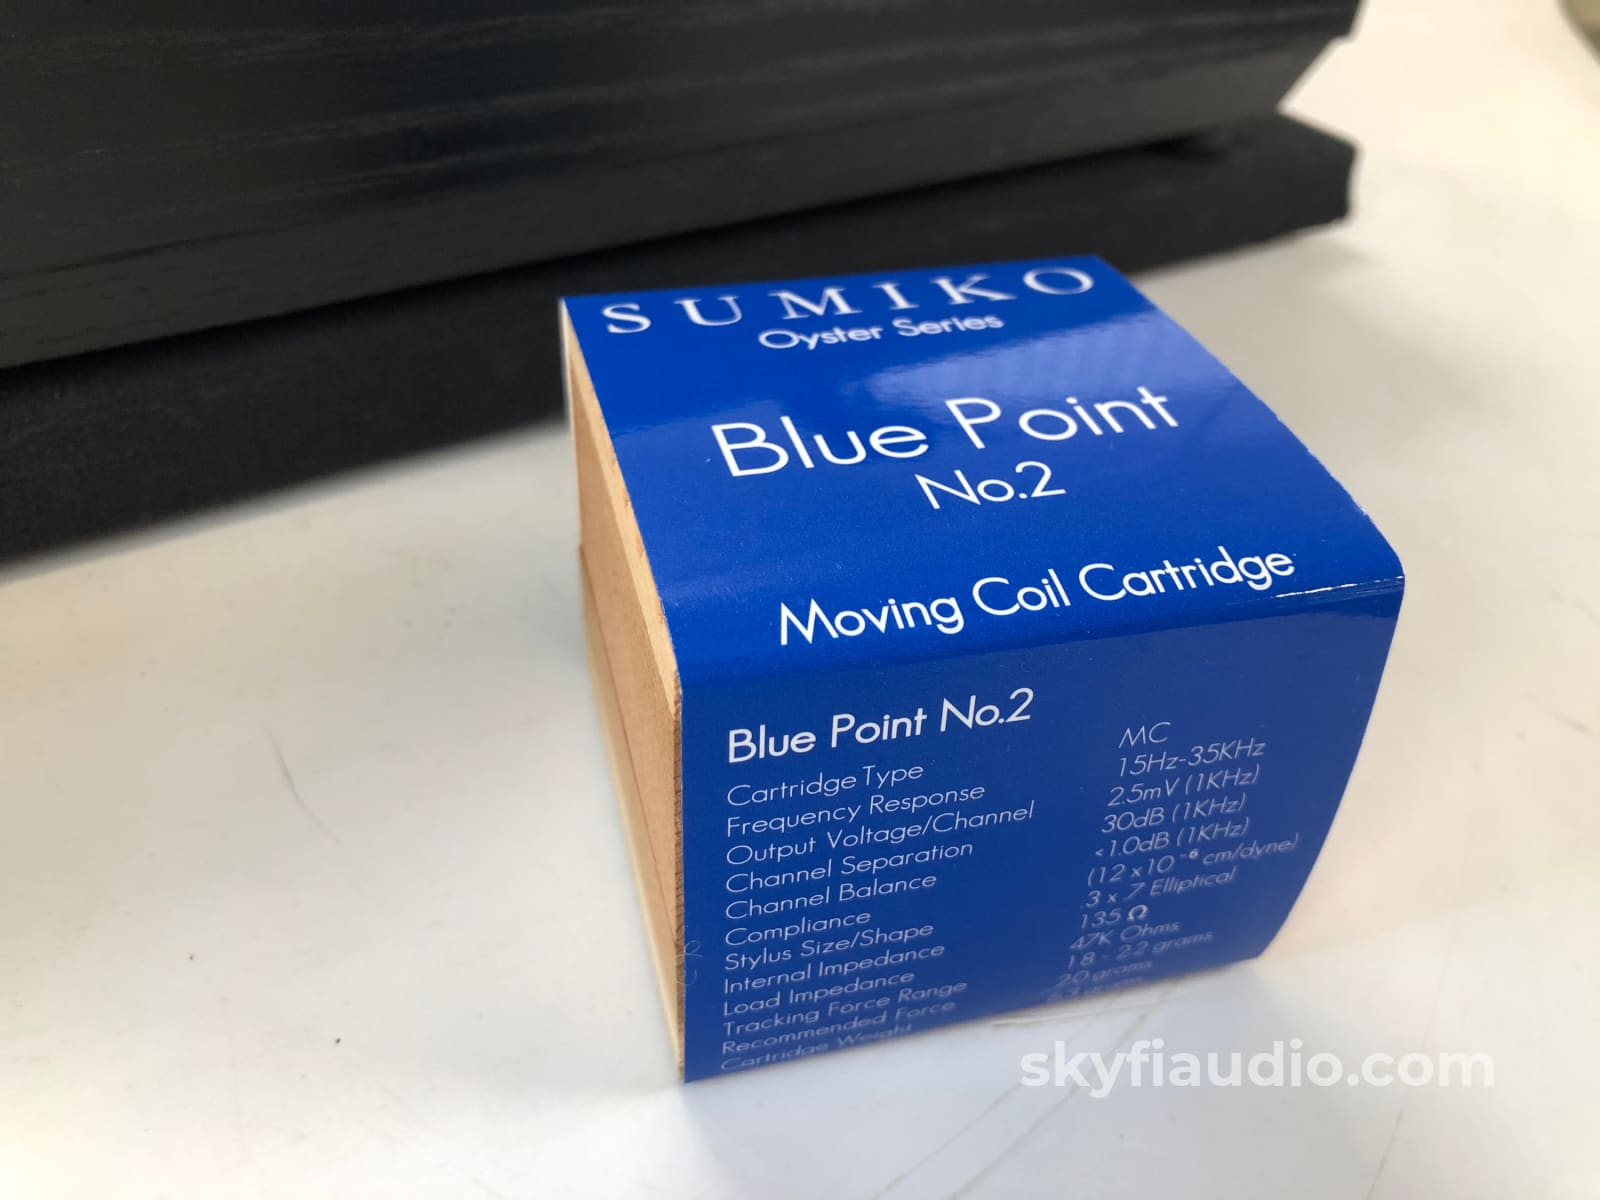 SUMIKO
Oyster Series
Blue Point
No.2
Moving Coil Cartridge
Blue Point No.2
Cartridge Type MC
Frequency Response 15Hz-35KHz
Output Voltage/Channel 2.5mV (1KHz)
Channel Separation 30dB (1KHz)
Channel Balance <1.0dB (1KHz)
Compliance (12 x 10⁻⁶ cm/dyne)
Stylus Size/Shape .3 x .7 Elliptical
Internal Impedance 135 Ω
Load Impedance 47K Ohms
Tracking Force Range 1.8 - 2.2 grams
Recommended Force 2.0 grams
Cartridge Weight
skyfiaudio.com